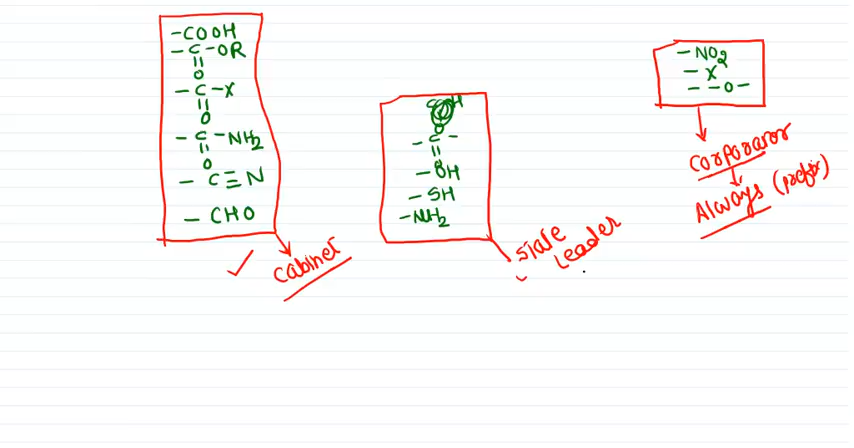 -COOH
-C-OR
||
O
-C-X
||
O
-C-NH2
||
O
-C≡N
-CHO
cabinet
O
-C-
||
-OH
-SH
-NH2
State
Leader
-NO2
-X
--O-
corporator
Always (prefix)